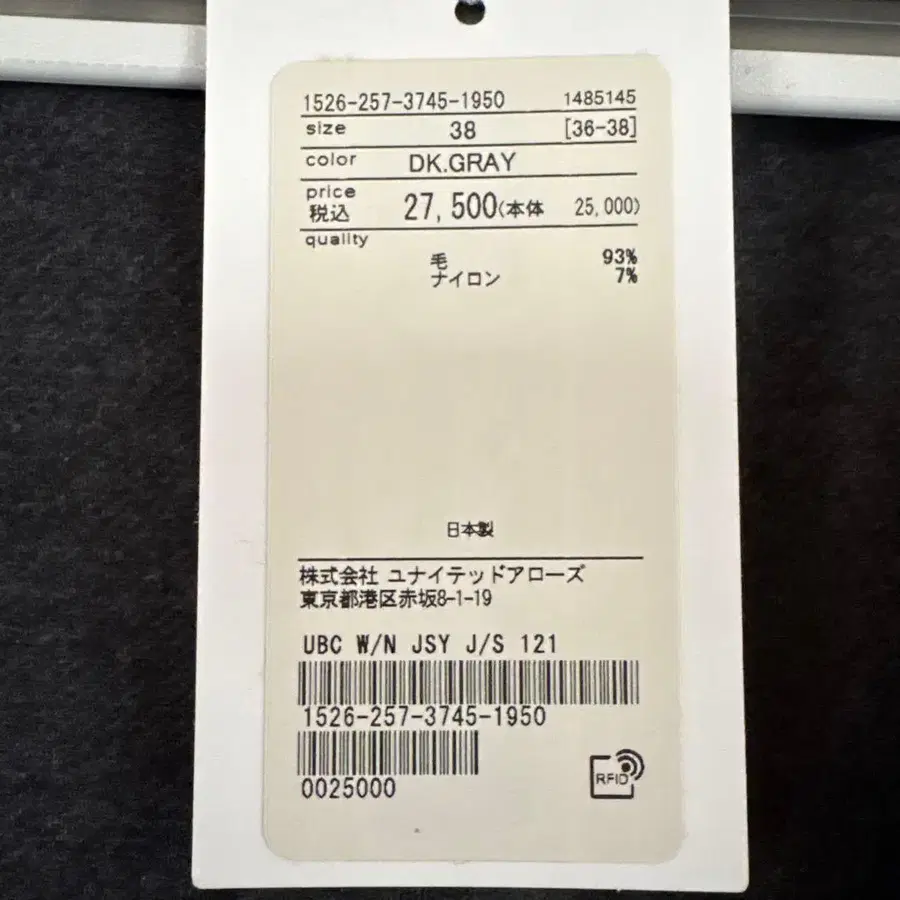 1526-257-3745-1950 1485145
size 38 [36-38]
color DK.GRAY
price
税込 27,500(本体 25,000)
quality
毛 93%
ナイロン 7%
日本製
株式会社 ユナイテッドアローズ
東京都港区赤坂8-1-19
UBC W/N JSY J/S 121
1526-257-3745-1950
0025000
RFID